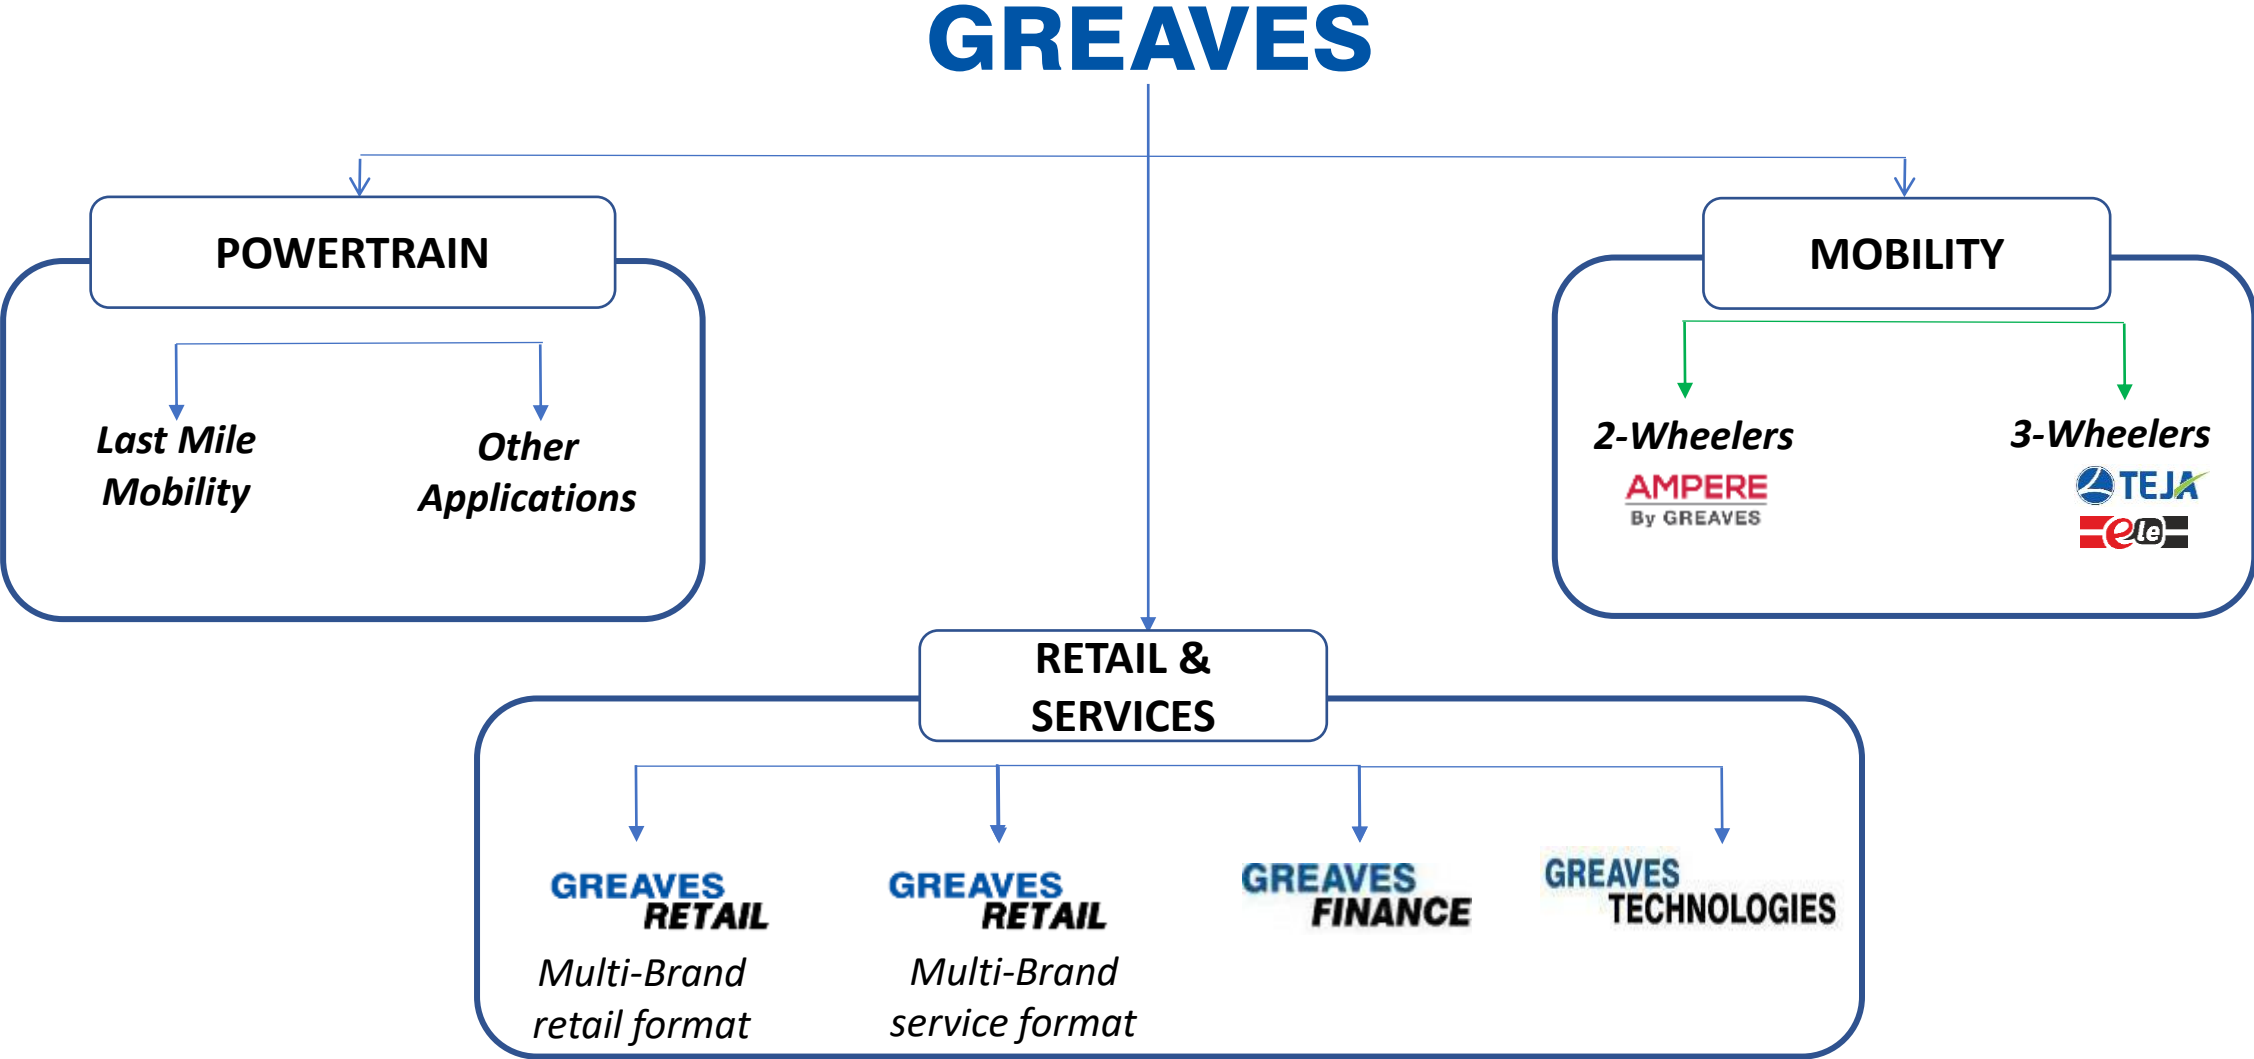 GREAVES
POWERTRAIN
Last Mile
Mobility
Other
Applications
MOBILITY
2-Wheelers
AMPERE
By GREAVES
3-Wheelers
TEJA
ele
RETAIL &
SERVICES
GREAVES
RETAIL
Multi-Brand
retail format
GREAVES
RETAIL
Multi-Brand
service format
GREAVES
FINANCE
GREAVES
TECHNOLOGIES